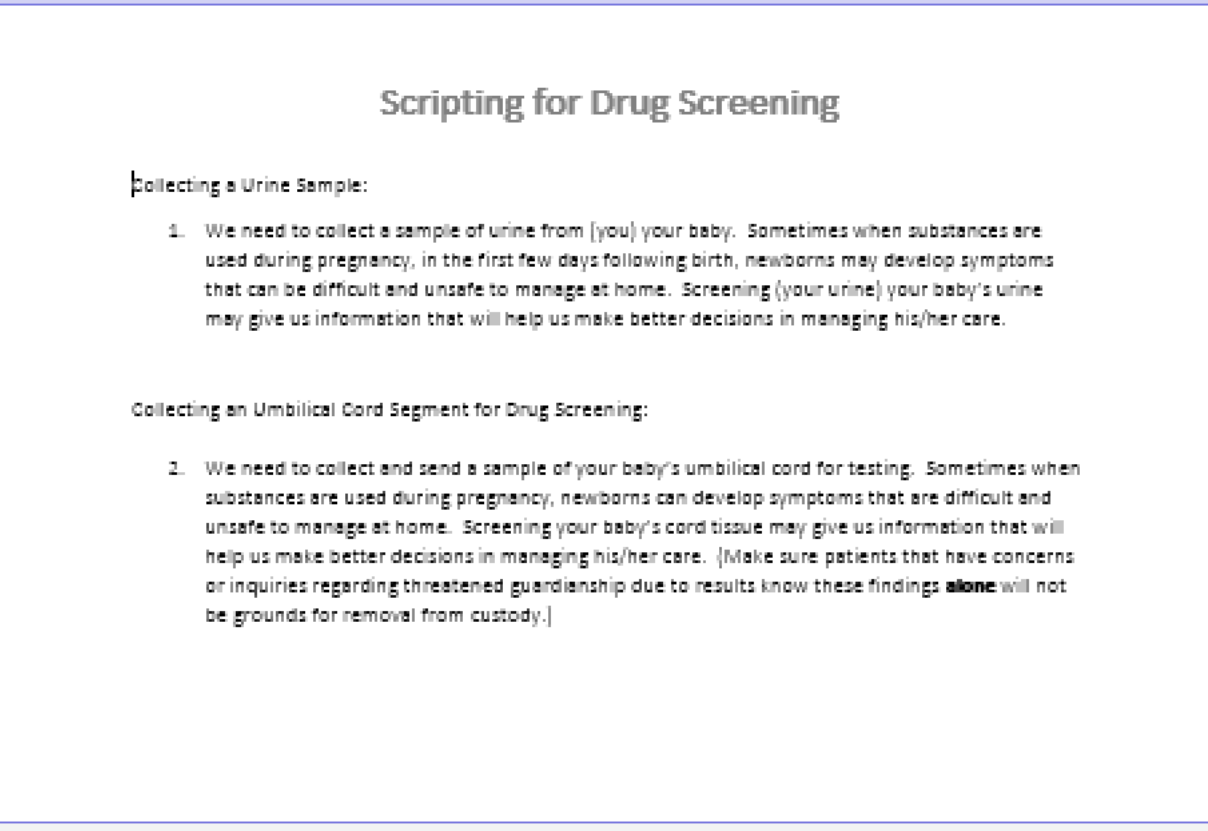 Scripting for Drug Screening
Collecting a Urine Sample:
1. We need to collect a sample of urine from (you) your baby. Sometimes when substances are
used during pregnancy, in the first few days following birth, newborns may develop symptoms
that can be difficult and unsafe to manage at home. Screening (your urine) your baby's urine
may give us information that will help us make better decisions in managing his/her care.
Collecting an Umbilical Cord Segment for Drug Screening:
2. We need to collect and send a sample of your baby's umbilical cord for testing. Sometimes when
substances are used during pregnancy, newborns can develop symptoms that are difficult and
unsafe to manage at home. Screening your baby's cord tissue may give us information that will
help us make better decisions in managing his/her care. (Make sure patients that have concerns
or inquiries regarding threatened guardianship due to results know these findings alone will not
be grounds for removal from custody.)